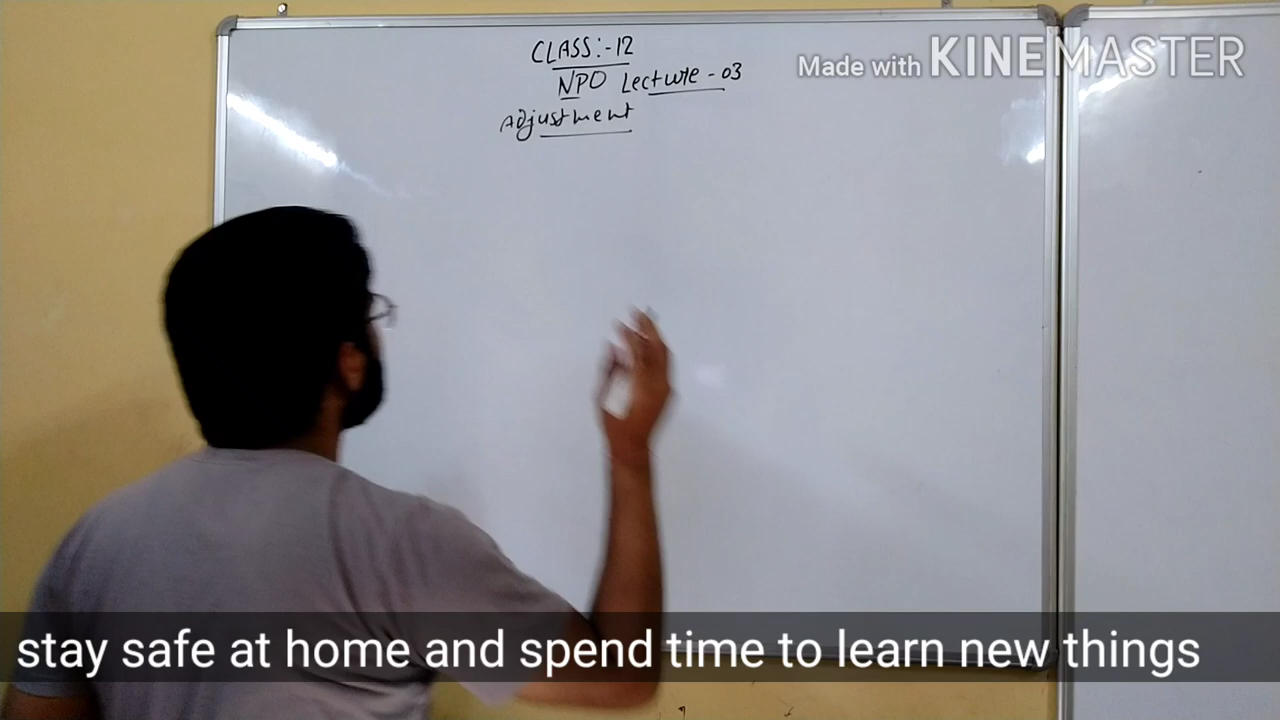 CLASS:-12
NPO Lecture-03
Adjustment
Made with KINEMASTER
stay safe at home and spend time to learn new things